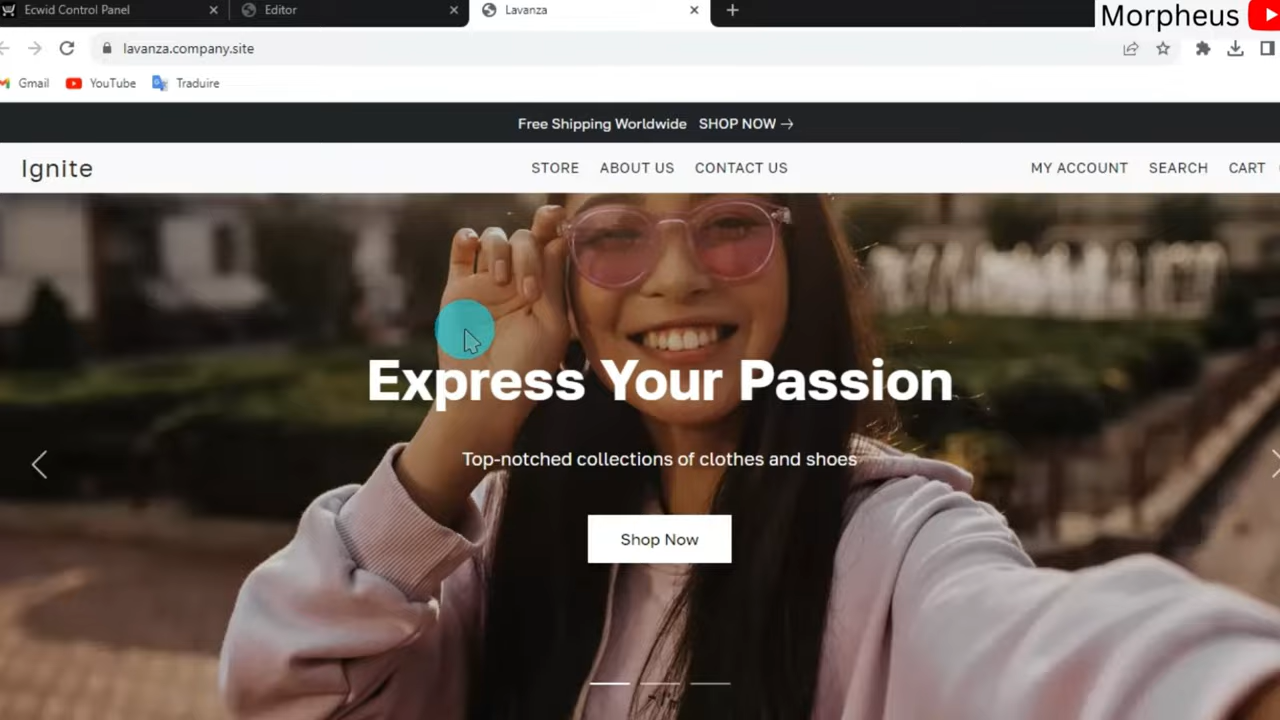 Ecwid Control Panel
Editor
Lavanza
Morpheus
lavanza.company.site
Gmail
YouTube
Traduire
Free Shipping Worldwide SHOP NOW →
Ignite
STORE
ABOUT US
CONTACT US
MY ACCOUNT
SEARCH
CART
Express Your Passion
Top-notched collections of clothes and shoes
Shop Now